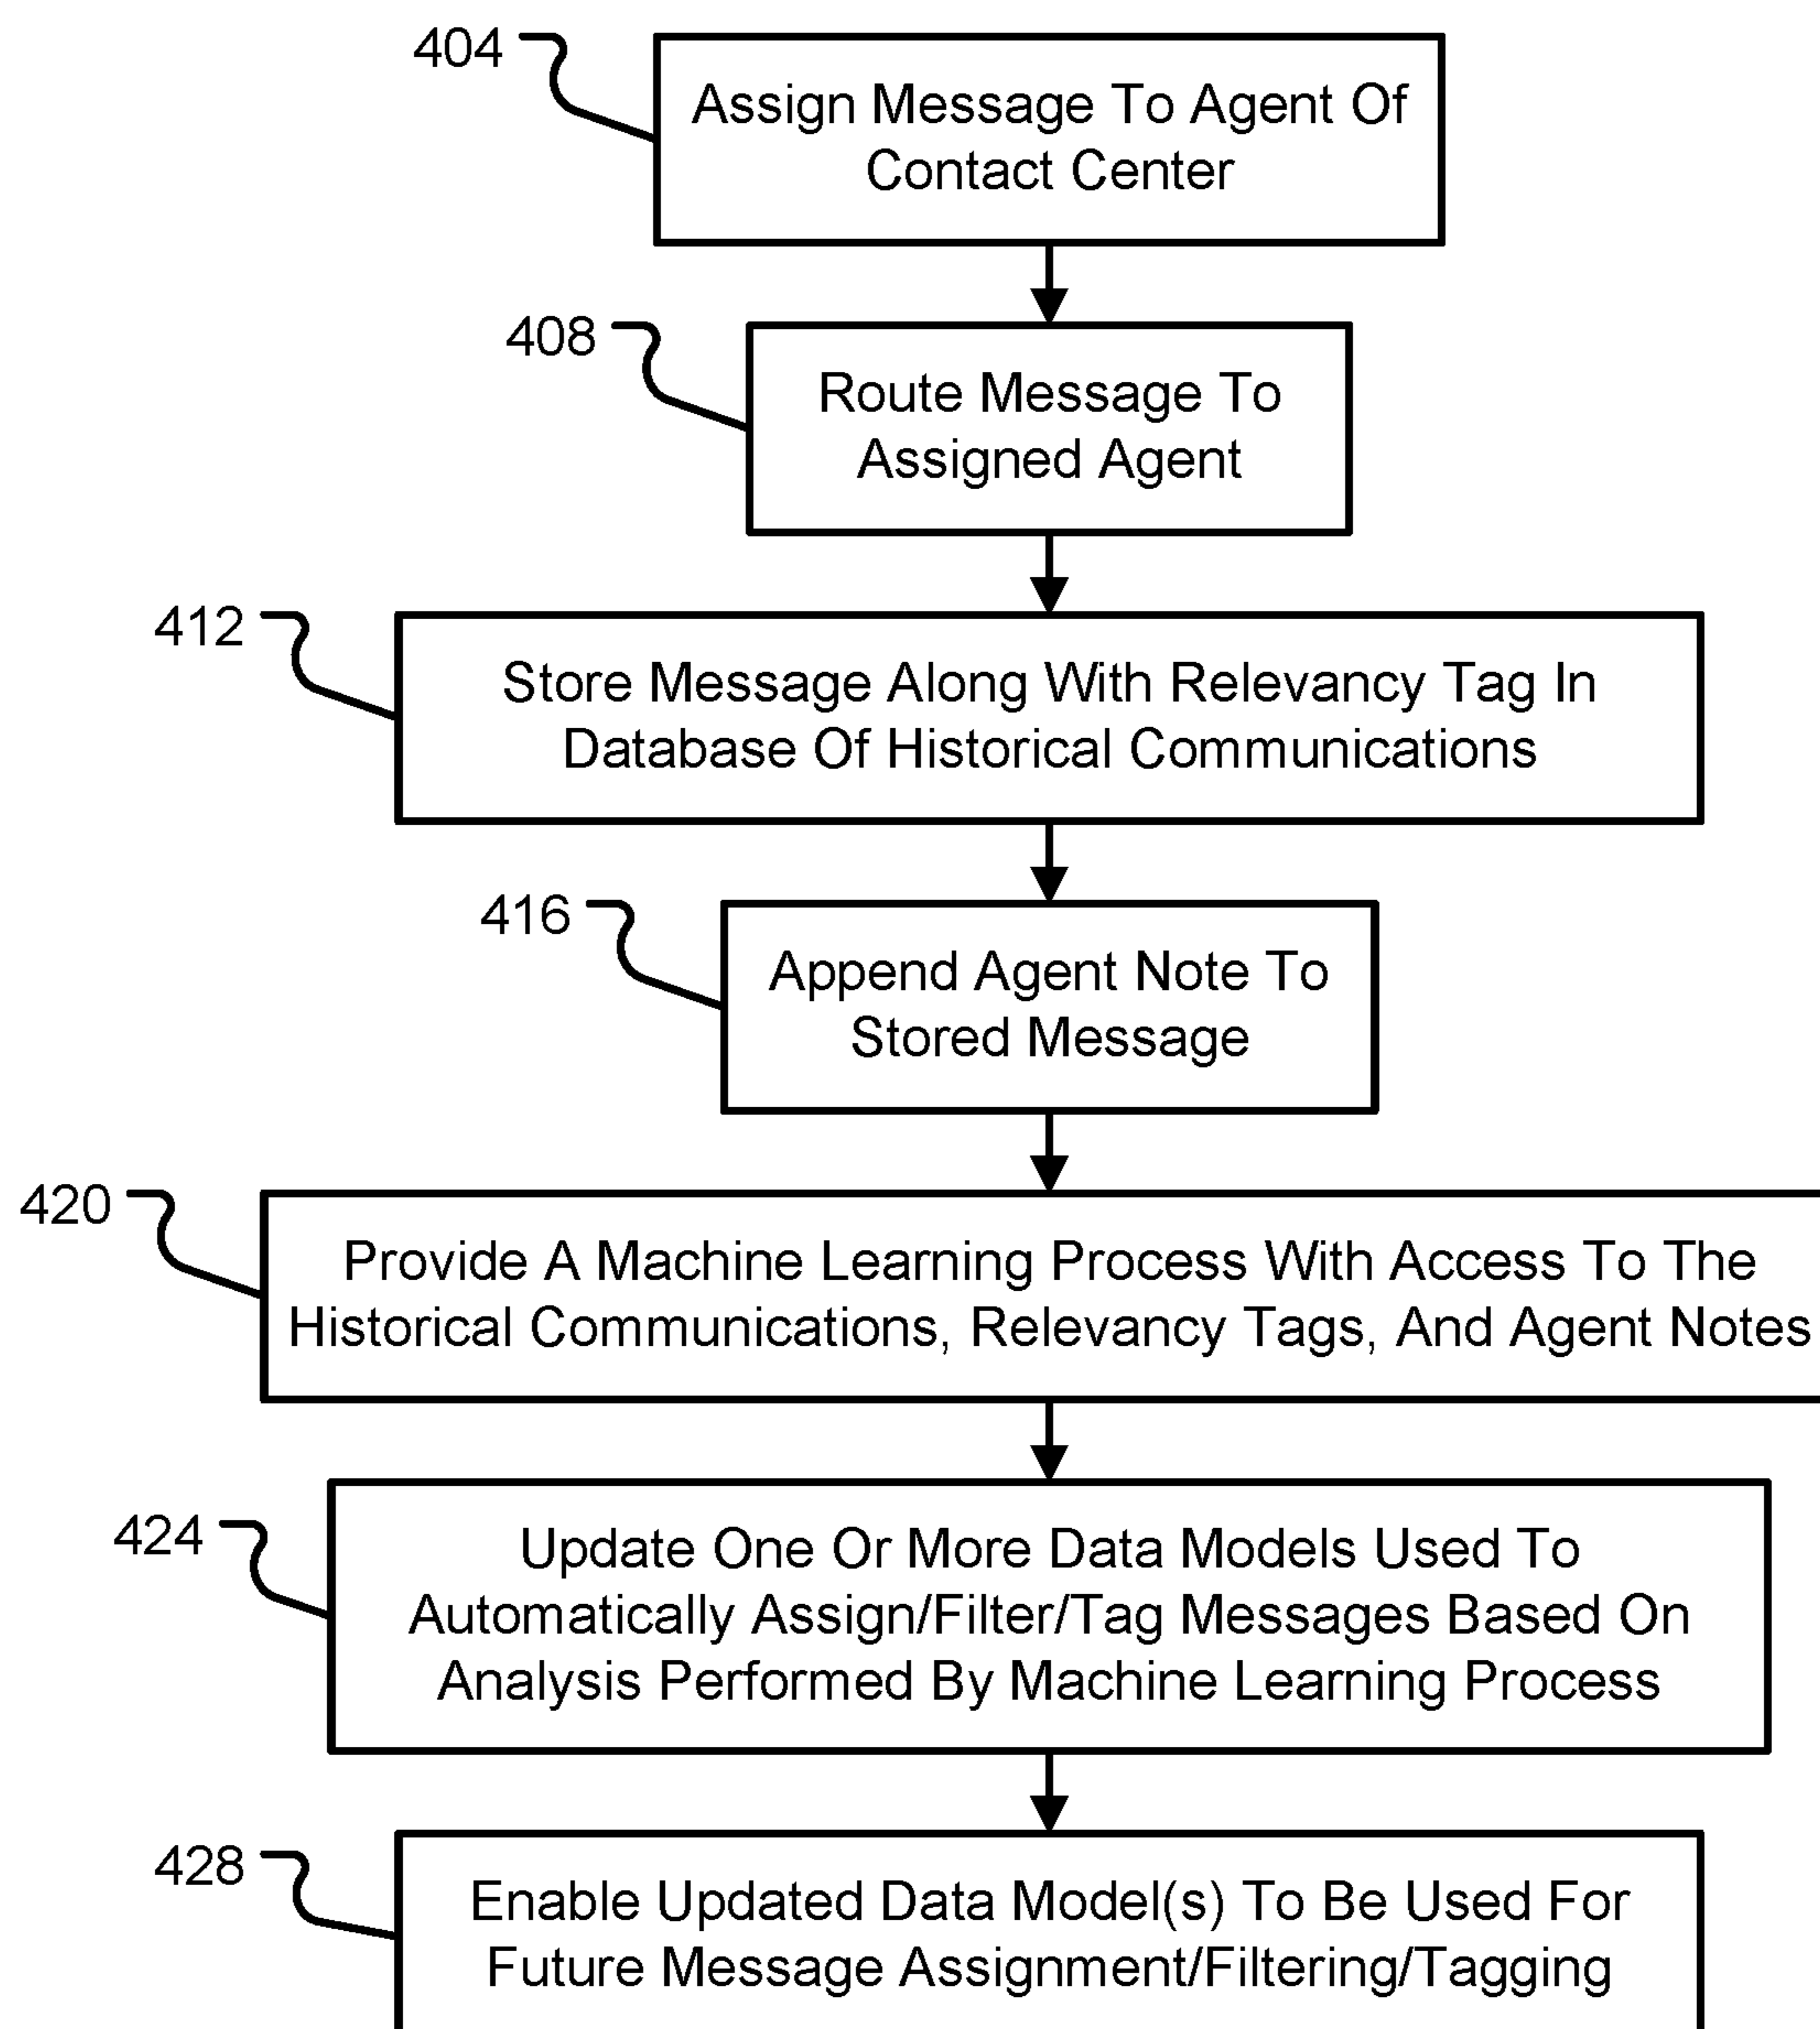 404
Assign Message To Agent Of
Contact Center
408
Route Message To
Assigned Agent
412
Store Message Along With Relevancy Tag In
Database Of Historical Communications
416
Append Agent Note To
Stored Message
420
Provide A Machine Learning Process With Access To The
Historical Communications, Relevancy Tags, And Agent Notes
424
Update One Or More Data Models Used To
Automatically Assign/Filter/Tag Messages Based On
Analysis Performed By Machine Learning Process
428
Enable Updated Data Model(s) To Be Used For
Future Message Assignment/Filtering/Tagging